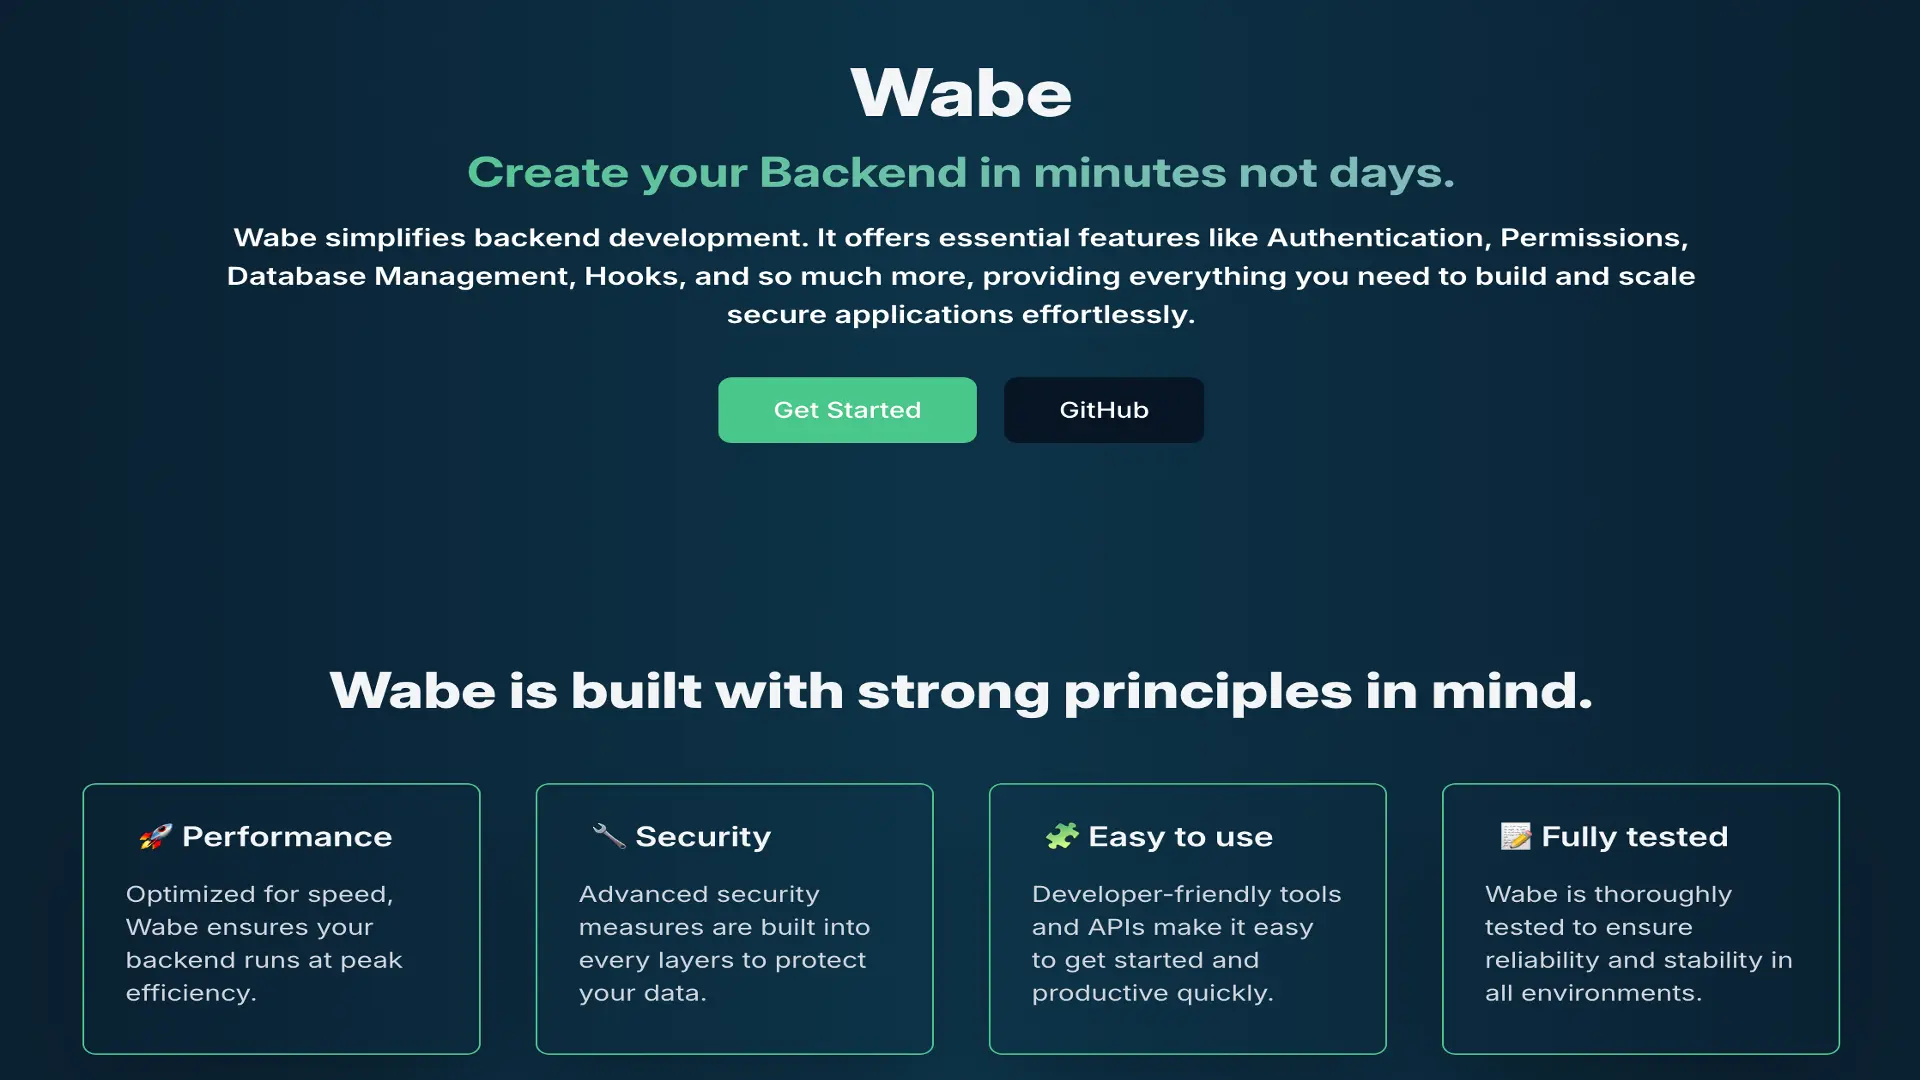 Wabe
Create your Backend in minutes not days.
Wabe simplifies backend development. It offers essential features like Authentication, Permissions,
Database Management, Hooks, and so much more, providing everything you need to build and scale
secure applications effortlessly.
Get Started
GitHub
Wabe is built with strong principles in mind.
🚀 Performance
Optimized for speed,
Wabe ensures your
backend runs at peak
efficiency.
🔧 Security
Advanced security
measures are built into
every layers to protect
your data.
🧩 Easy to use
Developer-friendly tools
and APIs make it easy
to get started and
productive quickly.
📝 Fully tested
Wabe is thoroughly
tested to ensure
reliability and stability in
all environments.